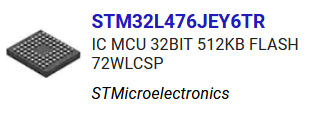 STM32L476JEY6TR
IC MCU 32BIT 512KB FLASH
72WLCSP
STMicroelectronics